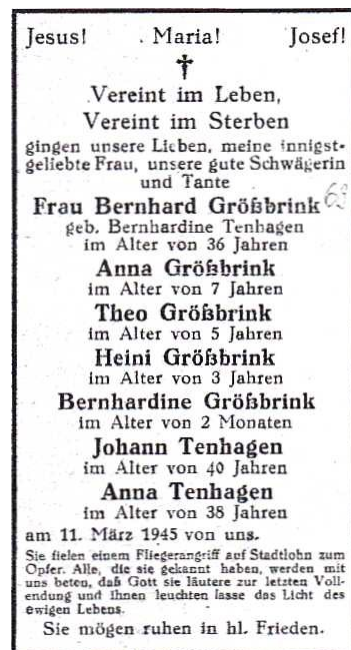 Jesus! Maria! Josef!
Vereint im Leben,
Vereint im Sterben
gingen unsere Lieben, meine innigst-
geliebte Frau, unsere gute Schwägerin
und Tante
Frau Bernhard Größbrink 69
geb. Bernhardine Tenhagen
im Alter von 36 Jahren
Anna Größbrink
im Alter von 7 Jahren
Theo Größbrink
im Alter von 5 Jahren
Heini Größbrink
im Alter von 3 Jahren
Bernhardine Größbrink
im Alter von 2 Monaten
Johann Tenhagen
im Alter von 40 Jahren
Anna Tenhagen
im Alter von 38 Jahren
am 11. März 1945 von uns.
Sie fielen einem Fliegerangriff auf Stadtlohn zum
Opfer. Alle, die sie gekannt haben, werden mit
uns beten, daß Gott sie läutere zur letzten Voll-
endung und Ihnen leuchten lasse das Licht des
ewigen Lebens.
Sie mögen ruhen in hl. Frieden.